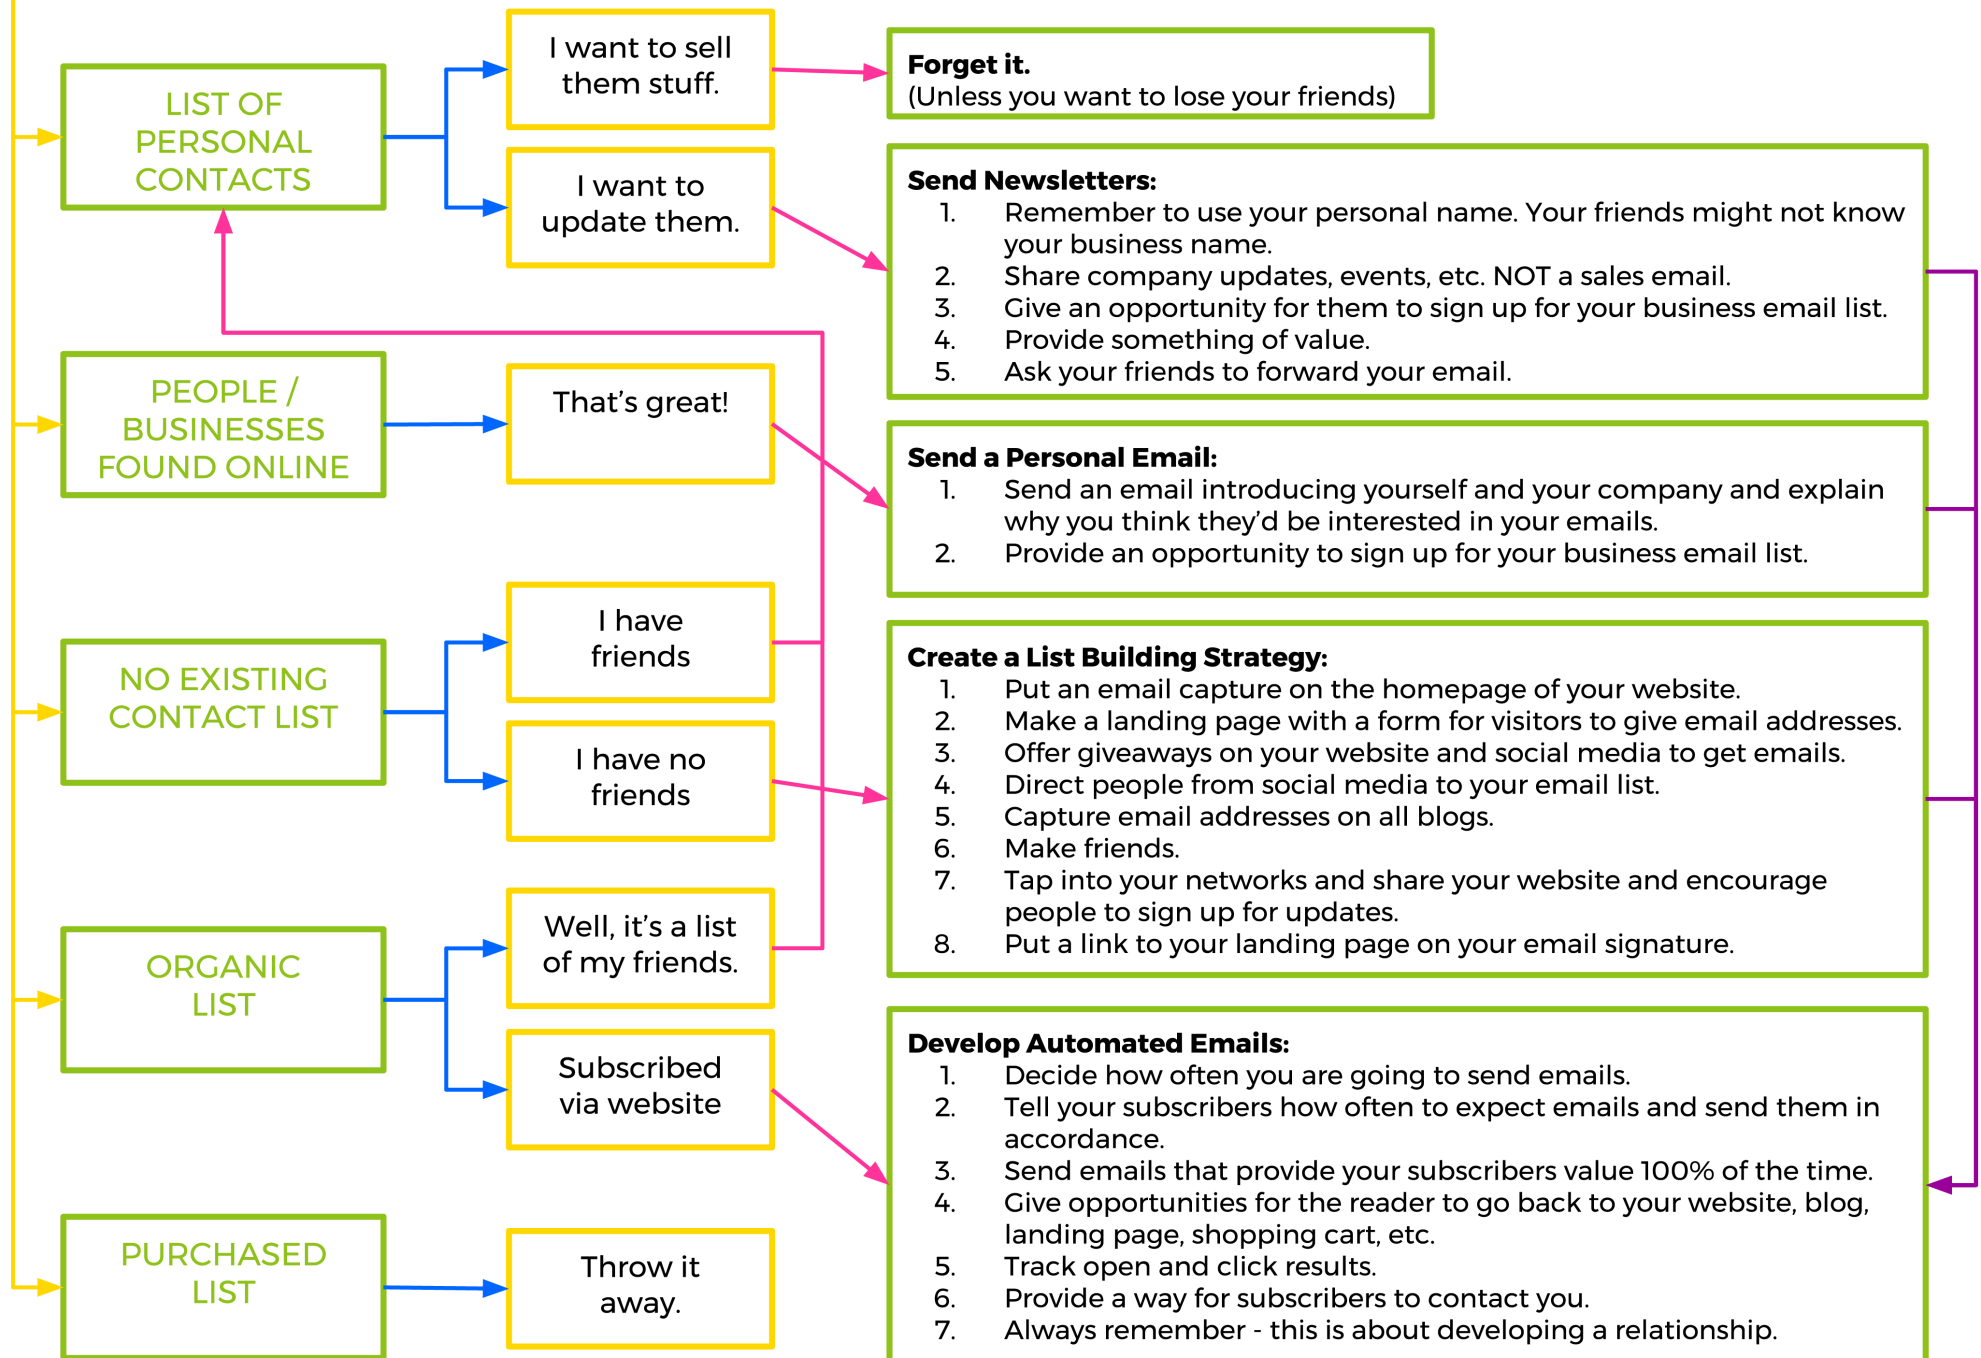 LIST OF
PERSONAL
CONTACTS
I want to sell
them stuff.
Forget it.
(Unless you want to lose your friends)
I want to
update them.
Send Newsletters:
1. Remember to use your personal name. Your friends might not know
your business name.
2. Share company updates, events, etc. NOT a sales email.
3. Give an opportunity for them to sign up for your business email list.
4. Provide something of value.
5. Ask your friends to forward your email.
PEOPLE /
BUSINESSES
FOUND ONLINE
That's great!
Send a Personal Email:
1. Send an email introducing yourself and your company and explain
why you think they'd be interested in your emails.
2. Provide an opportunity to sign up for your business email list.
NO EXISTING
CONTACT LIST
I have
friends
I have no
friends
Create a List Building Strategy:
1. Put an email capture on the homepage of your website.
2. Make a landing page with a form for visitors to give email addresses.
3. Offer giveaways on your website and social media to get emails.
4. Direct people from social media to your email list.
5. Capture email addresses on all blogs.
6. Make friends.
7. Tap into your networks and share your website and encourage
people to sign up for updates.
8. Put a link to your landing page on your email signature.
ORGANIC
LIST
Well, it's a list
of my friends.
Subscribed
via website
Develop Automated Emails:
1. Decide how often you are going to send emails.
2. Tell your subscribers how often to expect emails and send them in
accordance.
3. Send emails that provide your subscribers value 100% of the time.
4. Give opportunities for the reader to go back to your website, blog,
landing page, shopping cart, etc.
5. Track open and click results.
6. Provide a way for subscribers to contact you.
7. Always remember - this is about developing a relationship.
PURCHASED
LIST
Throw it
away.